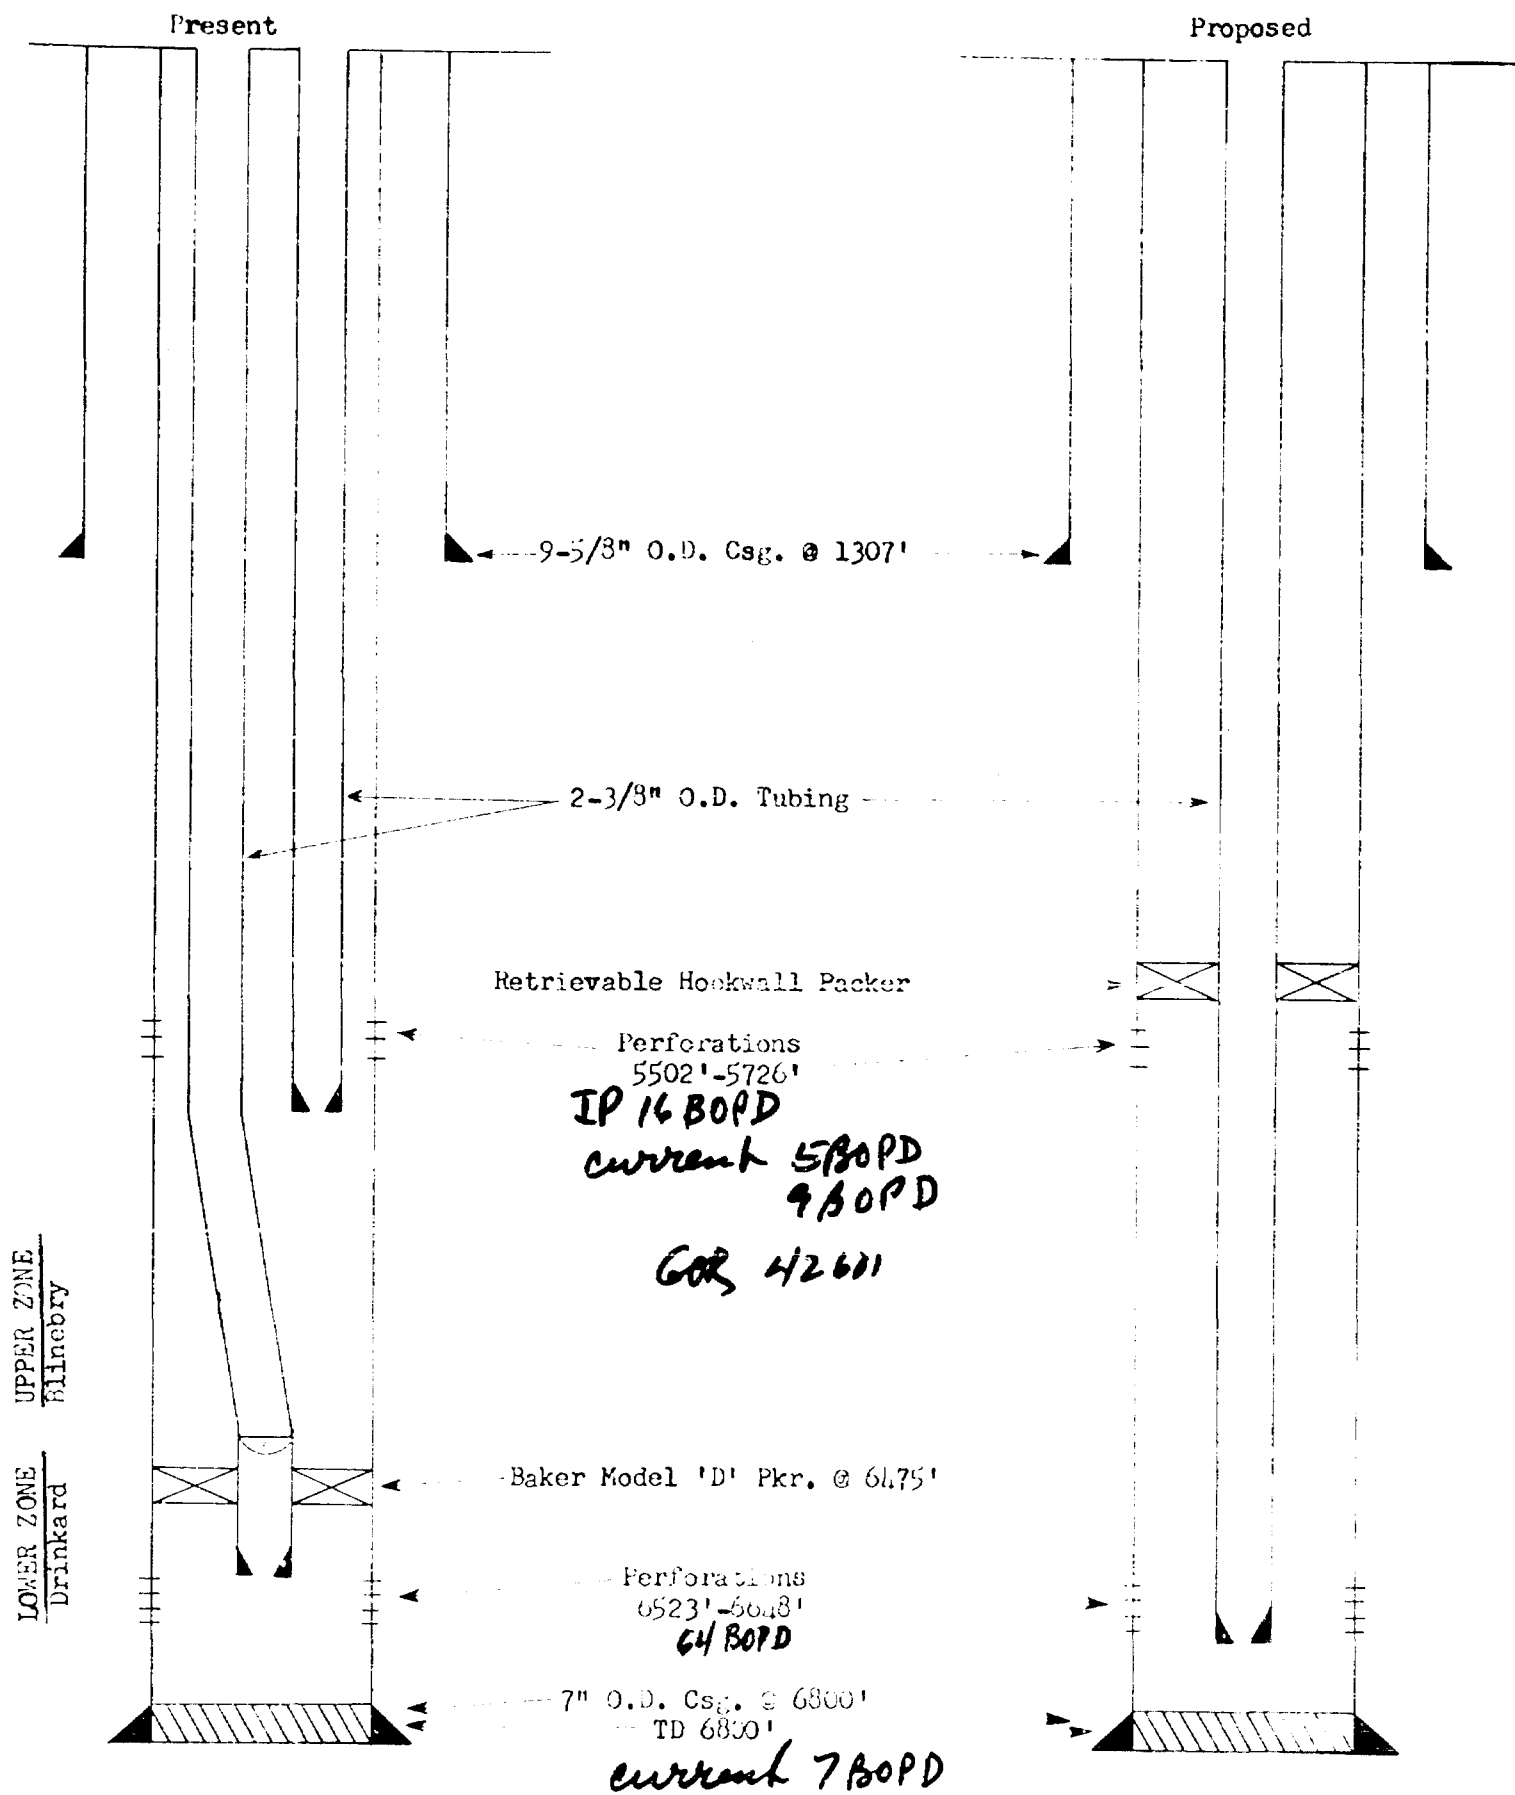 Present
Proposed
9-5/8" O.D. Csg. @ 1307'
2-3/8" O.D. Tubing
Retrievable Hookwall Packer
Perforations
5502'-5726'
IP 16 BOPD
current 5 BOPD
9 BOPD
GOR
UPPER ZONE
Blinebry
Baker Model 'D' Pkr. @ 6475'
LOWER ZONE
Drinkard
Perforations
6523'-6648'
64 BOPD
7" O.D. Csg. @ 6800'
TD 6800'
current 7 BOPD